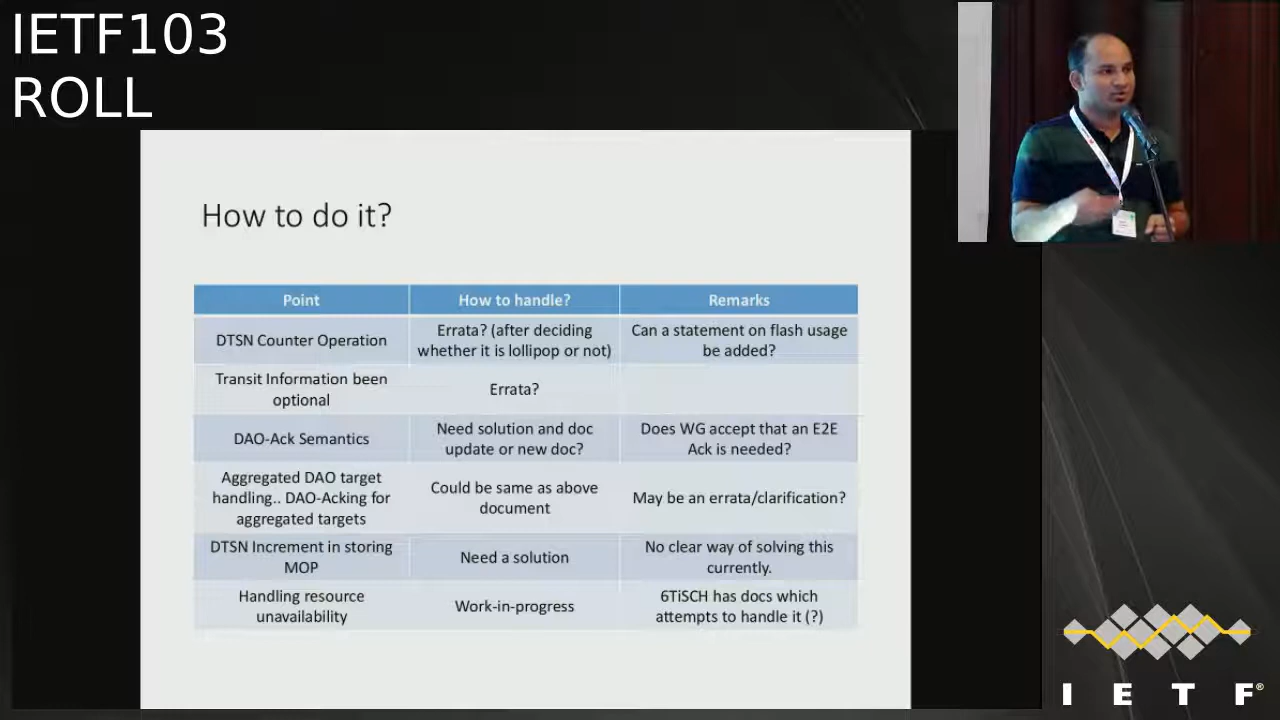 IETF103
ROLL
How to do it?
Point
How to handle?
Remarks
DTSN Counter Operation
Errata? (after deciding
whether it is lollipop or not)
Can a statement on flash usage
be added?
Transit Information been
optional
Errata?
DAO-Ack Semantics
Need solution and doc
update or new doc?
Does WG accept that an E2E
Ack is needed?
Aggregated DAO target
handling.. DAO-Acking for
aggregated targets
Could be same as above
document
May be an errata/clarification?
DTSN Increment in storing
MOP
Need a solution
No clear way of solving this
currently.
Handling resource
unavailability
Work-in-progress
6TiSCH has docs which
attempts to handle it (?)
I E T F®